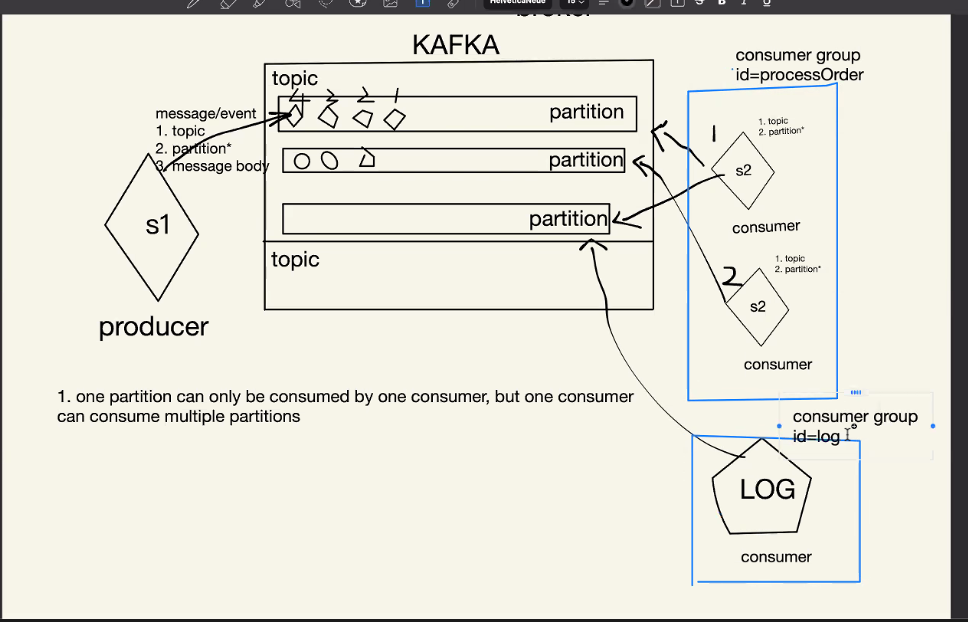 HelveticaNeue
15
B
I
U
broker
KAFKA
topic
4 3 2 1
partition
partition
partition
topic
message/event
1. topic
2. partition*
3. message body
s1
producer
consumer group
id=processOrder
1
1. topic
2. partition*
s2
consumer
2
1. topic
2. partition*
s2
consumer
1. one partition can only be consumed by one consumer, but one consumer
can consume multiple partitions
consumer group
id=log
LOG
consumer